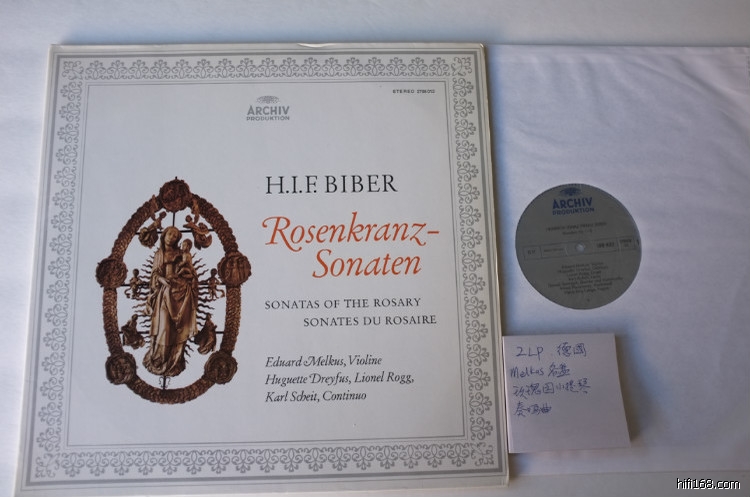 ARCHIV
PRODUKTION
STEREO 2708 032
H.I.F. BIBER
Rosenkranz-
Sonaten
SONATAS OF THE ROSARY
SONATES DU ROSAIRE
Eduard Melkus, Violine
Huguette Dreyfus, Lionel Rogg,
Karl Scheit, Continuo
ARCHIV
PRODUKTION
2LP. 德国
Melkus 名盘
玫瑰园小提琴
奏鸣曲
hifi168.com